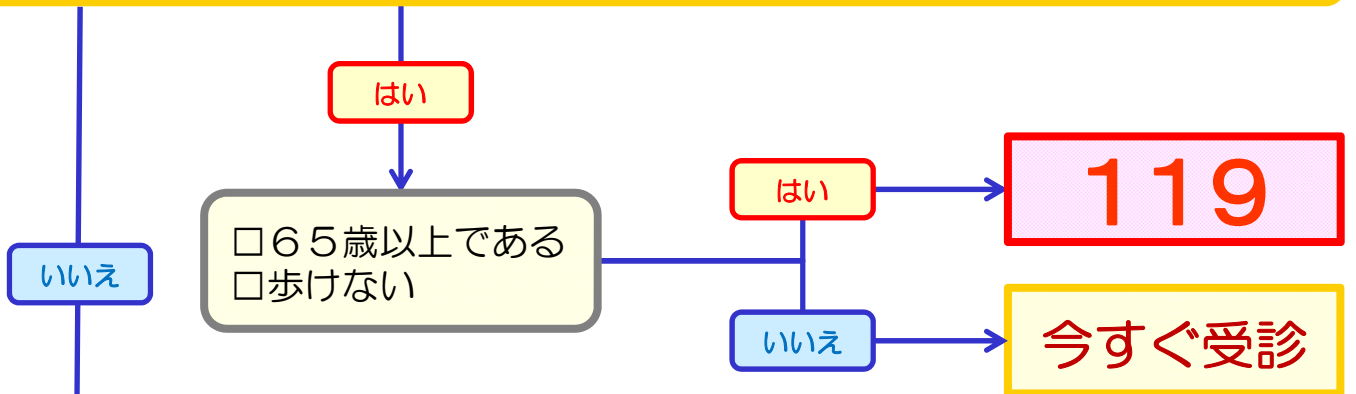 はい
はい
119
□65歳以上である
□歩けない
いいえ
いいえ
今すぐ受診